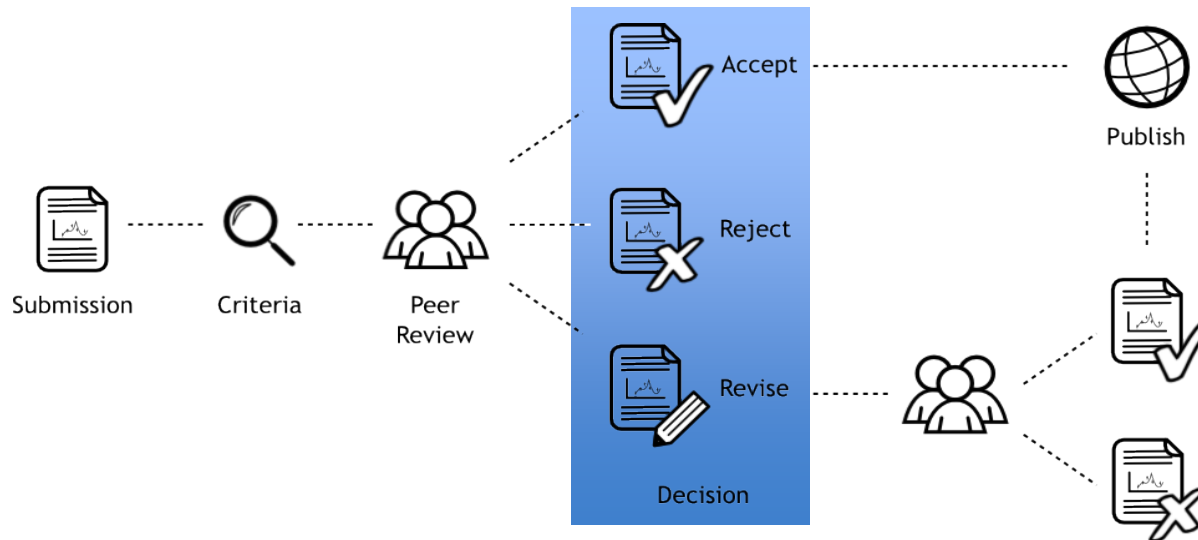 Submission
Criteria
Peer
Review
Accept
Reject
Revise
Decision
Publish